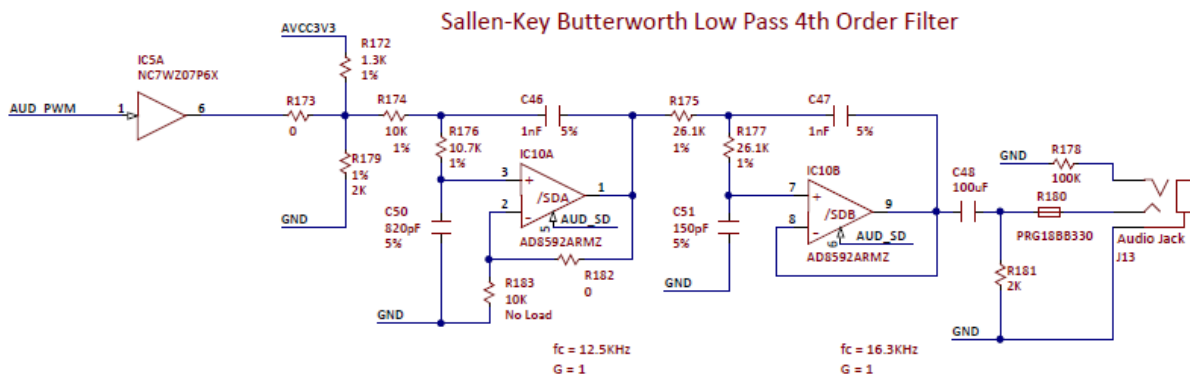 Sallen-Key Butterworth Low Pass 4th Order Filter
AVCC3V3
IC5A
NC7WZ07P6X
R172
1.3K
1%
AUD_PWM
1
6
R173
0
R174
10K
1%
C46
1nF
5%
R175
26.1K
1%
C47
1nF
5%
R176
10.7K
1%
R177
26.1K
1%
R179
1%
2K
GND
IC10A
3
+
/SDA
1
2
-
5
AUD_SD
AD8592ARMZ
C50
820pF
5%
R182
0
R183
10K
No Load
GND
IC10B
7
+
/SDB
9
8
-
6
AUD_SD
AD8592ARMZ
C51
150pF
5%
GND
C48
100uF
GND
R178
100K
R180
PRG18BB330
Audio Jack
J13
R181
2K
GND
fc = 12.5KHz
G = 1
fc = 16.3KHz
G = 1